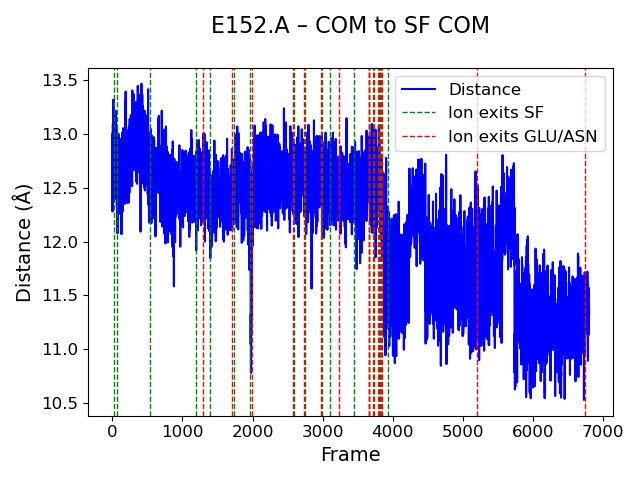 E152.A – COM to SF COM
13.5
13.0
12.5
12.0
11.5
11.0
10.5
Distance (Å)
Distance
Ion exits SF
Ion exits GLU/ASN
0 1000 2000 3000 4000 5000 6000 7000
Frame